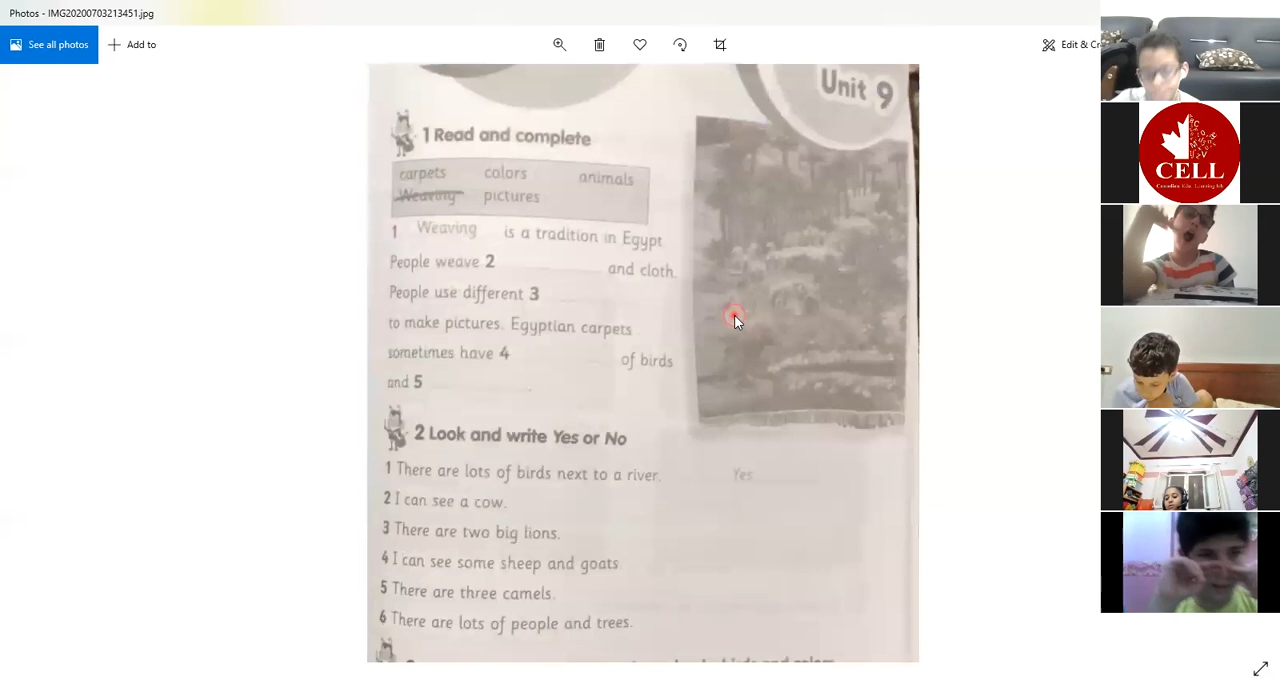 Photos - IMG20200703213451.jpg
See all photos
Add to
Edit & Cr
Unit 9
1 Read and complete
carpets colors animals
Weaving pictures
1 Weaving is a tradition in Egypt
People weave 2 and cloth.
People use different 3
to make pictures. Egyptian carpets
sometimes have 4 of birds
and 5 .
2 Look and write Yes or No
1 There are lots of birds next to a river. Yes
2 I can see a cow.
3 There are two big lions.
4 I can see some sheep and goats
5 There are three camels.
6 There are lots of people and trees.
CELL